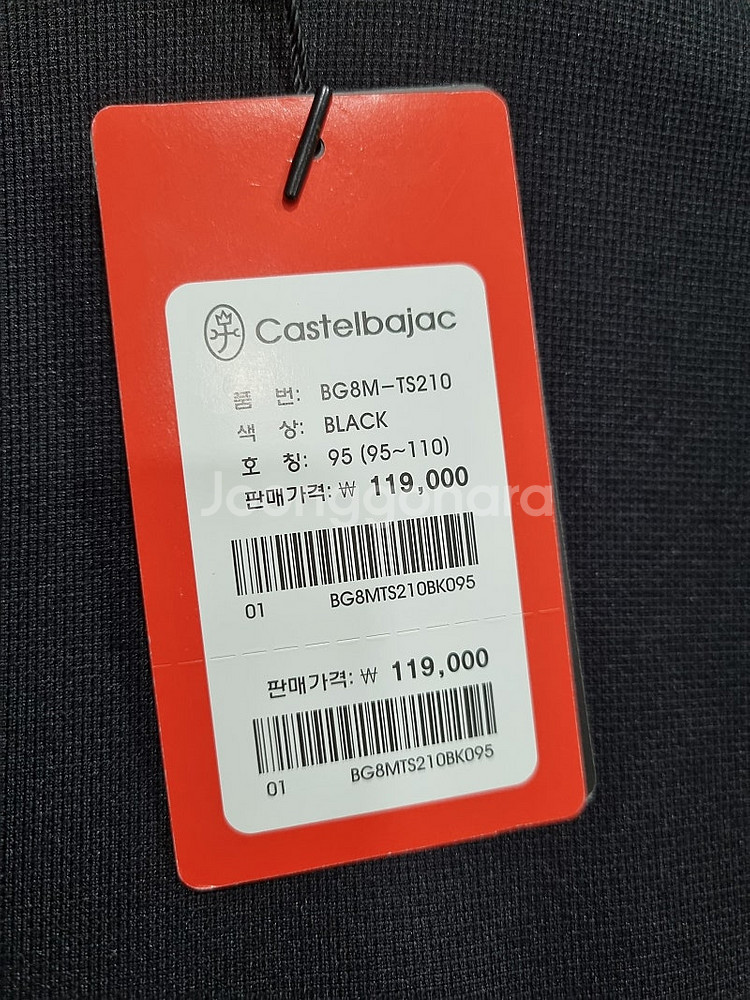 Castelbajac
품 번: BG8M-TS210
색 상: BLACK
호 칭: 95 (95~110)
판매가격: ₩ 119,000
Joonggonara
01 BG8MTS210BK095
판매가격: ₩ 119,000
01 BG8MTS210BK095